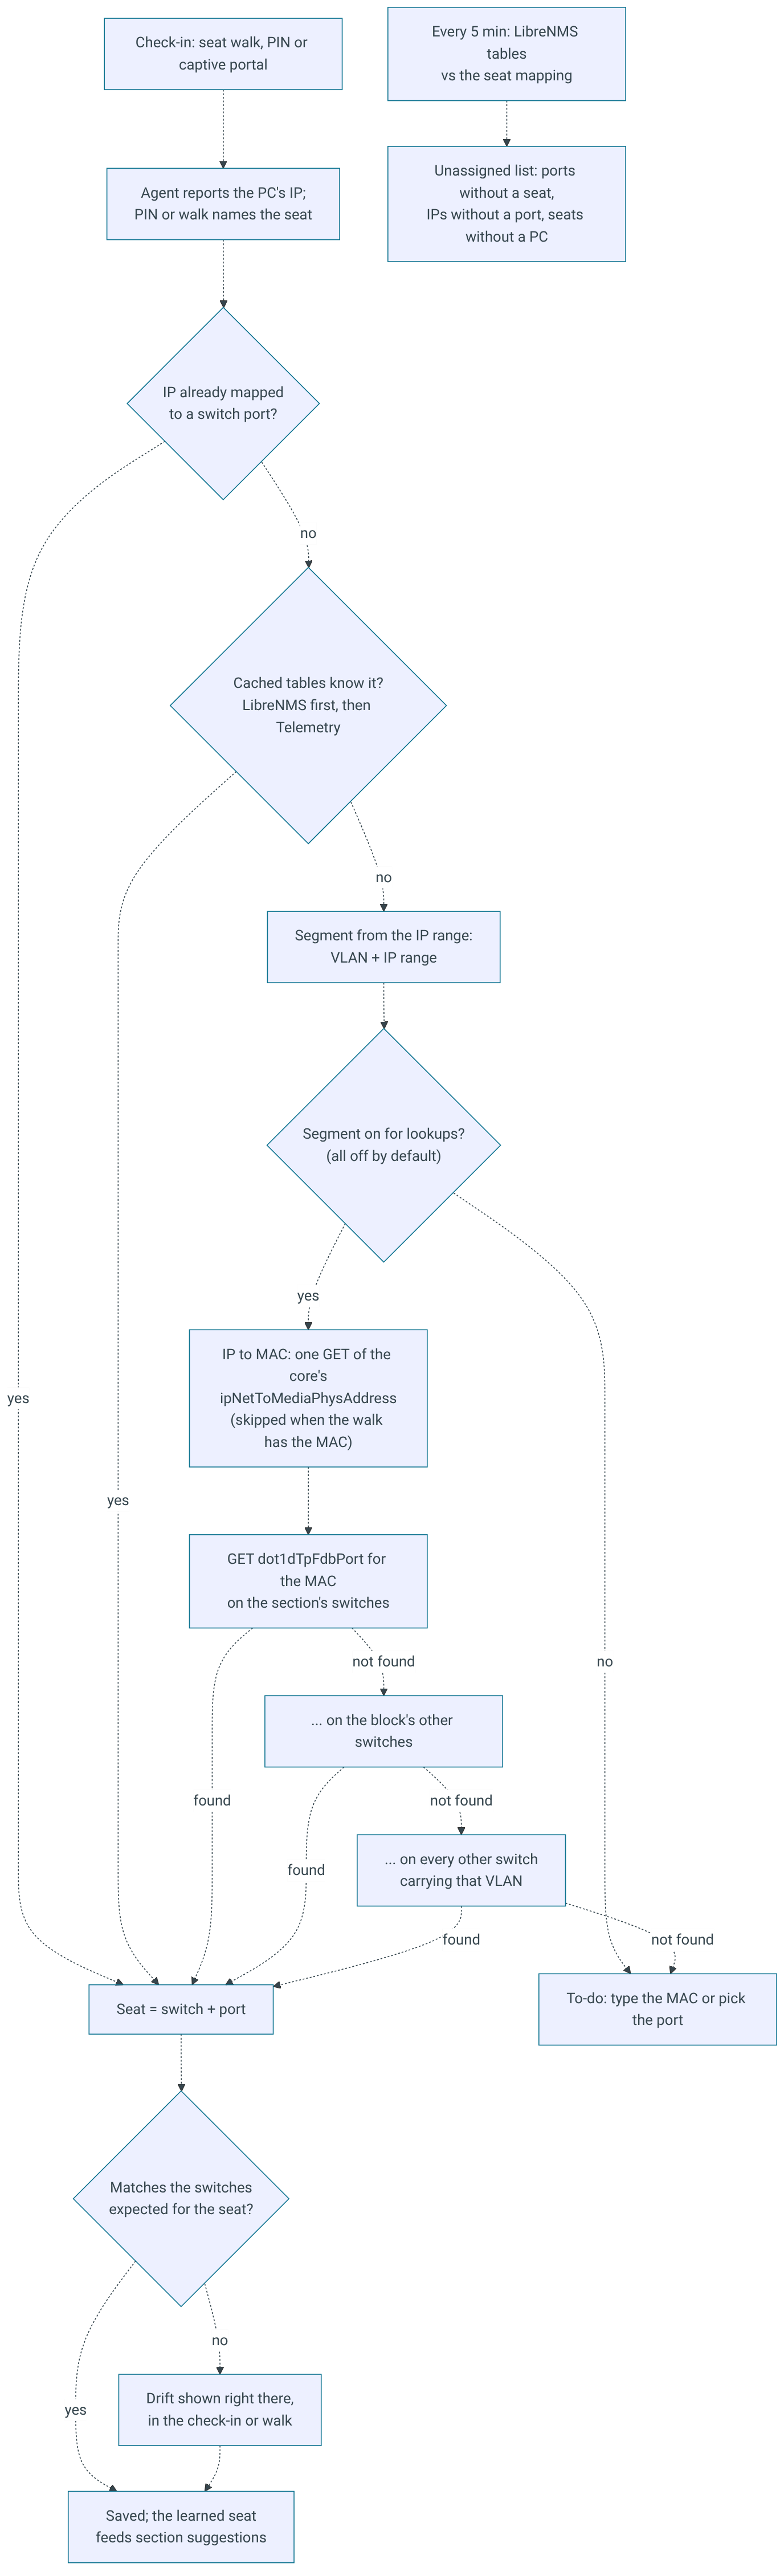 Check-in: seat walk, PIN or
captive portal
Every 5 min: LibreNMS
tables
vs the seat mapping
Agent reports the PC's IP;
PIN or walk names the seat
Unassigned list: ports
without a seat,
IPs without a port, seats
without a PC
IP already mapped
to a switch port?
no
Cached tables know it?
LibreNMS first, then
Telemetry
no
Segment from the IP range:
VLAN + IP range
Segment on for lookups?
(all off by default)
yes
IP to MAC: one GET of the
core's
ipNetToMediaPhysAddress
(skipped when the walk
has the MAC)
yes
yes
GET dot1dTpFdbPort for
the MAC
on the section's switches
not found
no
... on the block's other
switches
found
not found
found
... on every other switch
carrying that VLAN
found
not found
Seat = switch + port
To-do: type the MAC or pick
the port
Matches the switches
expected for the seat?
no
yes
Drift shown right there,
in the check-in or walk
Saved; the learned seat
feeds section suggestions